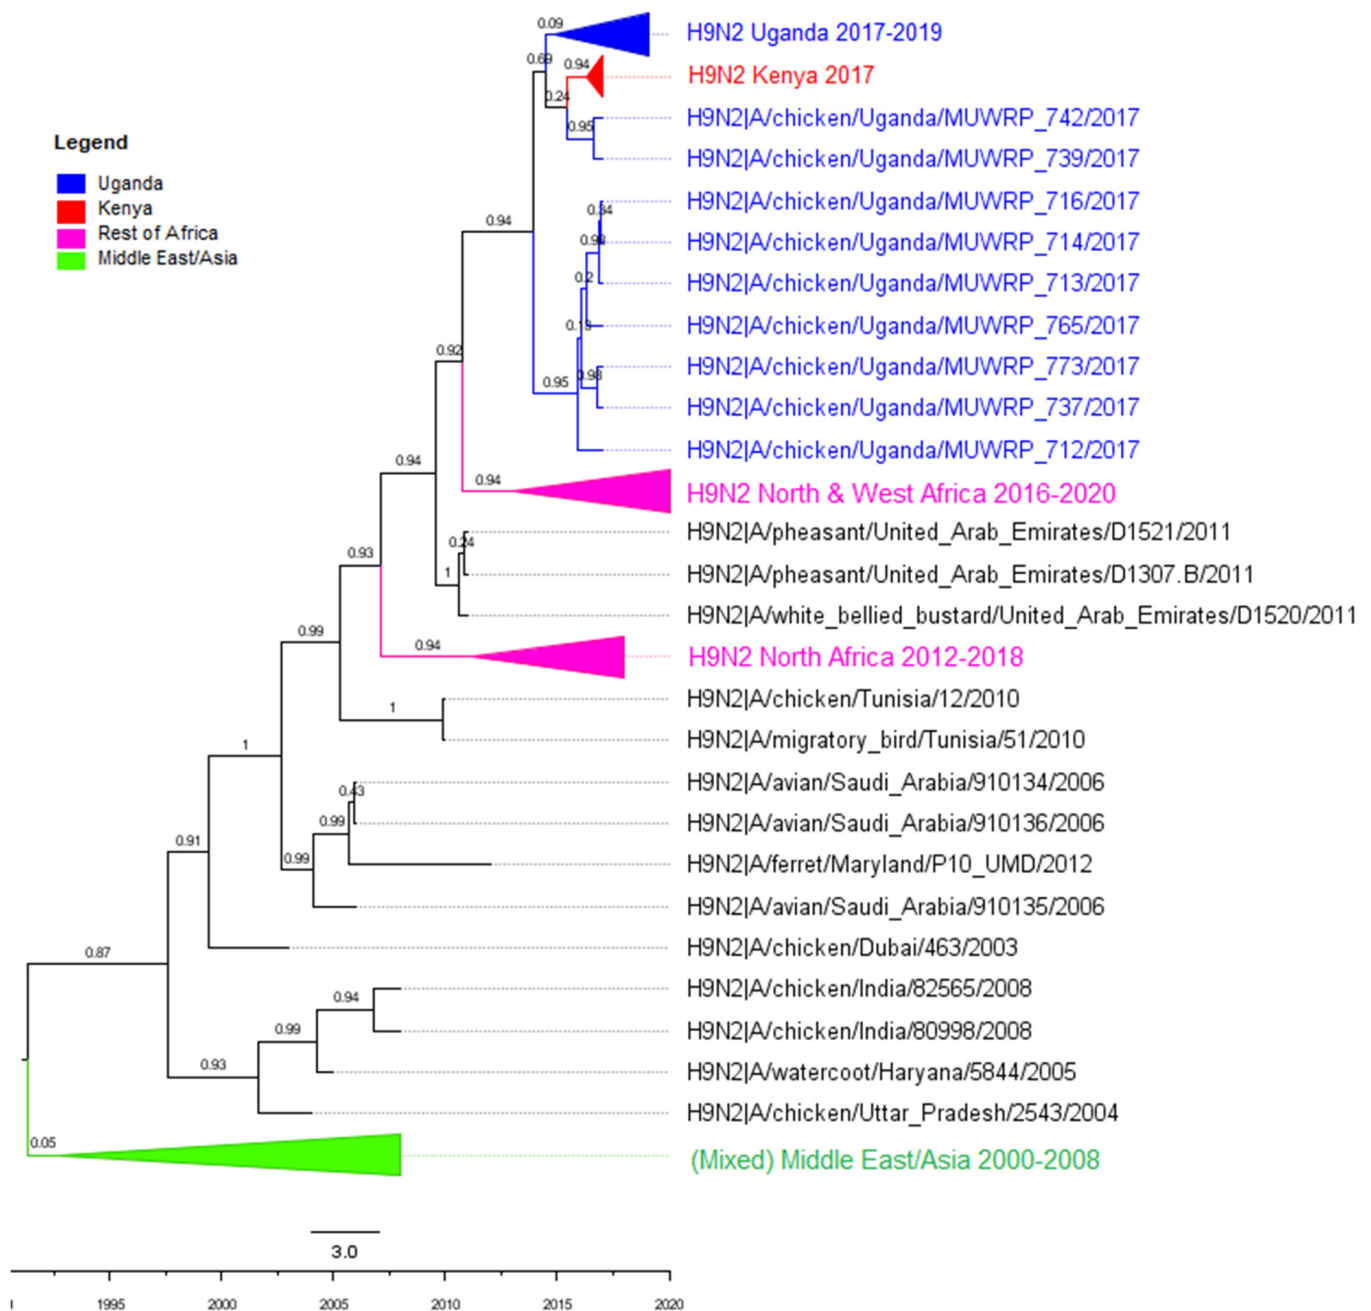 0.09
H9N2 Uganda 2017-2019
0.69
0.94
H9N2 Kenya 2017
0.24
H9N2|A/chicken/Uganda/MUWRP_742/2017
0.95
H9N2|A/chicken/Uganda/MUWRP_739/2017
Legend
Uganda
Kenya
Rest of Africa
Middle East/Asia
H9N2|A/chicken/Uganda/MUWRP_716/2017
0.94
H9N2|A/chicken/Uganda/MUWRP_714/2017
H9N2|A/chicken/Uganda/MUWRP_713/2017
0.2
H9N2|A/chicken/Uganda/MUWRP_765/2017
0.92
H9N2|A/chicken/Uganda/MUWRP_773/2017
0.95
0.98
H9N2|A/chicken/Uganda/MUWRP_737/2017
H9N2|A/chicken/Uganda/MUWRP_712/2017
0.94
0.94
H9N2 North & West Africa 2016-2020
H9N2|A/pheasant/United_Arab_Emirates/D1521/2011
0.24
0.93
1
H9N2|A/pheasant/United_Arab_Emirates/D1307.B/2011
H9N2|A/white_bellied_bustard/United_Arab_Emirates/D1520/2011
0.99
0.94
H9N2 North Africa 2012-2018
H9N2|A/chicken/Tunisia/12/2010
1
H9N2|A/migratory_bird/Tunisia/51/2010
1
H9N2|A/avian/Saudi_Arabia/910134/2006
0.43
0.99
H9N2|A/avian/Saudi_Arabia/910136/2006
0.91
0.99
H9N2|A/ferret/Maryland/P10_UMD/2012
H9N2|A/avian/Saudi_Arabia/910135/2006
0.87
H9N2|A/chicken/Dubai/463/2003
0.94
H9N2|A/chicken/India/82565/2008
0.99
H9N2|A/chicken/India/80998/2008
0.93
H9N2|A/watercoot/Haryana/5844/2005
H9N2|A/chicken/Uttar_Pradesh/2543/2004
0.05
(Mixed) Middle East/Asia 2000-2008
3.0
1995 2000 2005 2010 2015 2020